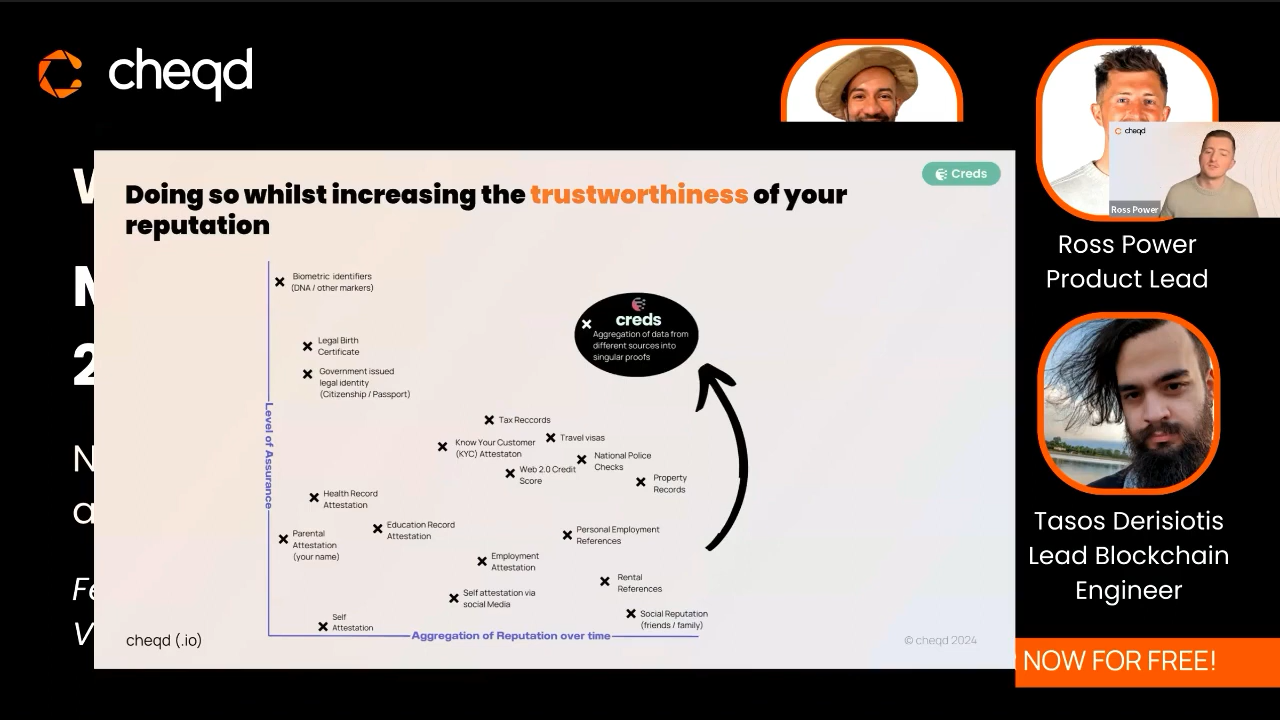 cheqd
cheqd
Ross Power
Ross Power
Product Lead
Tasos Derisiotis
Lead Blockchain
Engineer
NOW FOR FREE!
Creds
Doing so whilst increasing the trustworthiness of your
reputation
Level of Assurance
Biometric identifiers
(DNA / other markers)
Legal Birth
Certificate
Government issued
legal identity
(Citizenship / Passport)
creds
Aggregation of data from
different sources into
singular proofs
Tax Reccords
Travel visas
Know Your Customer
(KYC) Attestaton
National Police
Checks
Web 2.0 Credit
Score
Property
Records
Health Record
Attestation
Education Record
Attestation
Personal Employment
References
Parental
Attestation
(your name)
Employment
Attestation
Rental
References
Self attestation via
social Media
Social Reputation
(friends / family)
Self
Attestation
Aggregation of Reputation over time
cheqd (.io)
© cheqd 2024